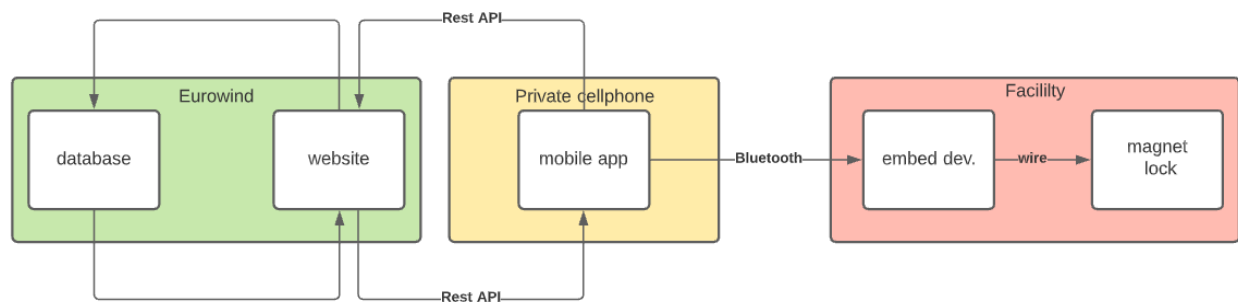 Rest API
Eurowind
Private cellphone
Facililty
database
website
mobile app
Bluetooth
embed dev.
wire
magnet
lock
Rest API